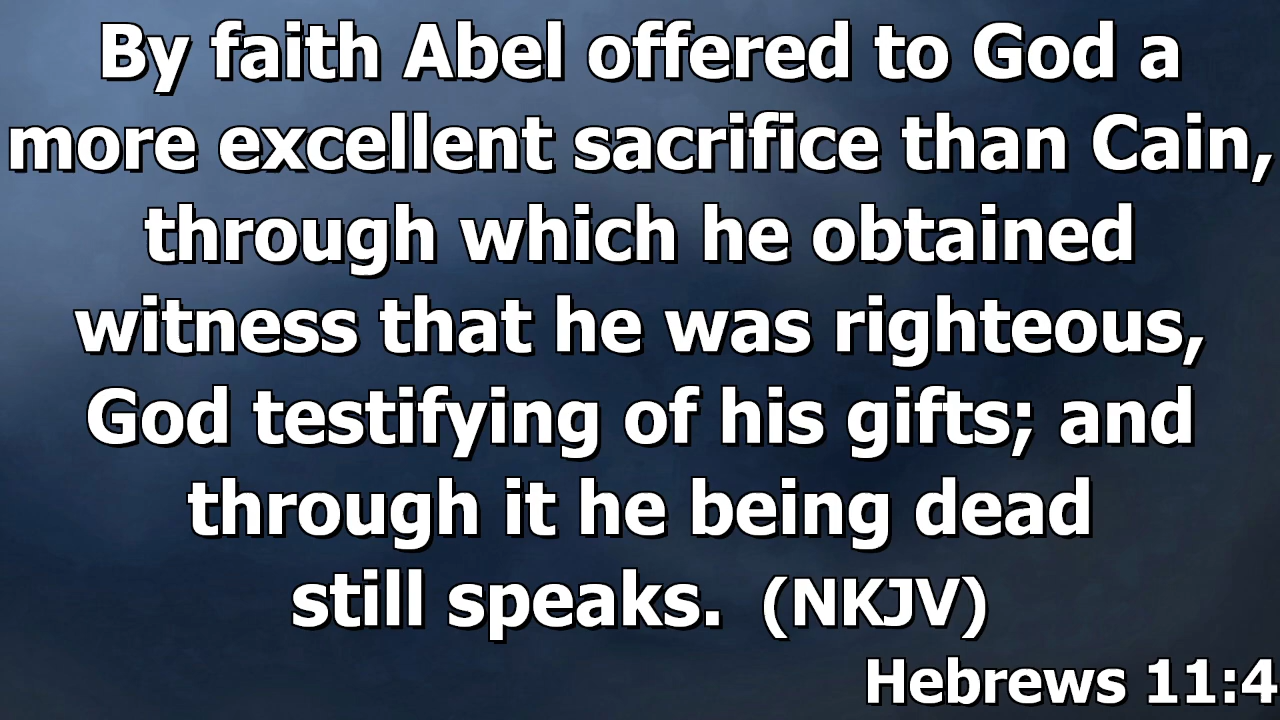 By faith Abel offered to God a
more excellent sacrifice than Cain,
through which he obtained
witness that he was righteous,
God testifying of his gifts; and
through it he being dead
still speaks. (NKJV)
Hebrews 11:4